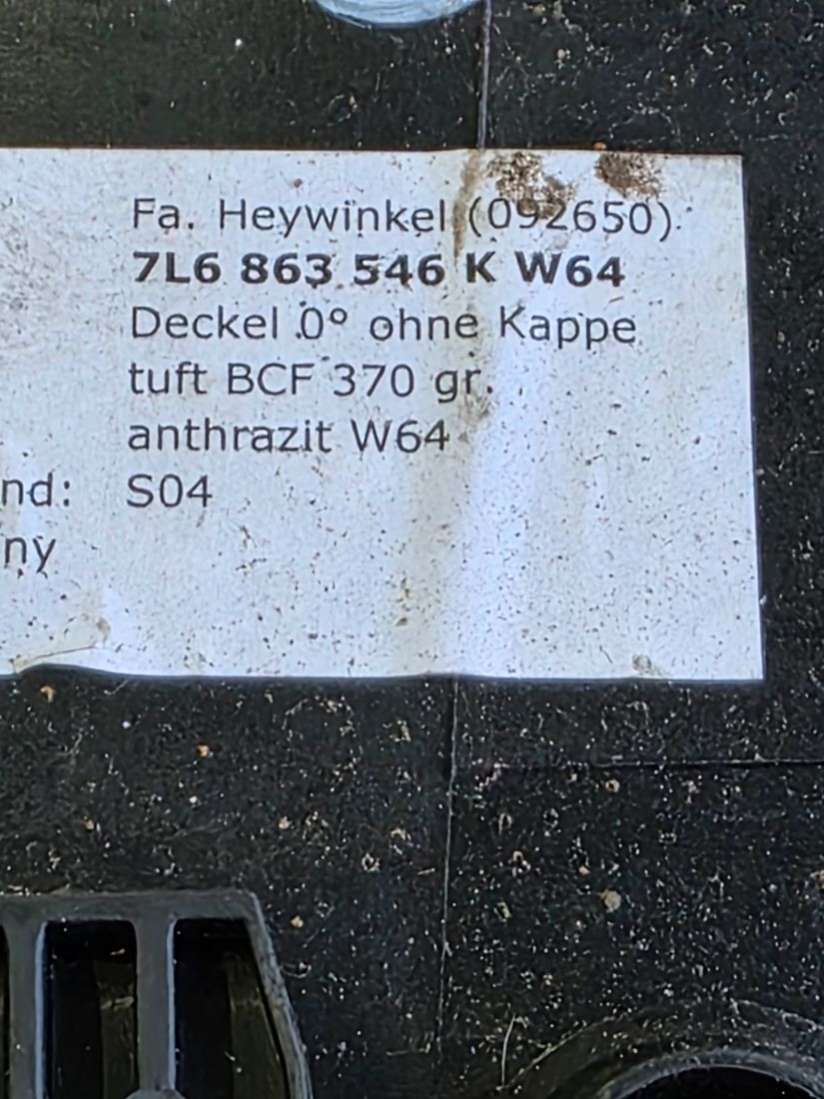 Fa. Heywinkel (092650)
7L6 863 546 K W64
Deckel 0° ohne Kappe
tuft BCF 370 gr.
anthrazit W64
nd: S04
ny